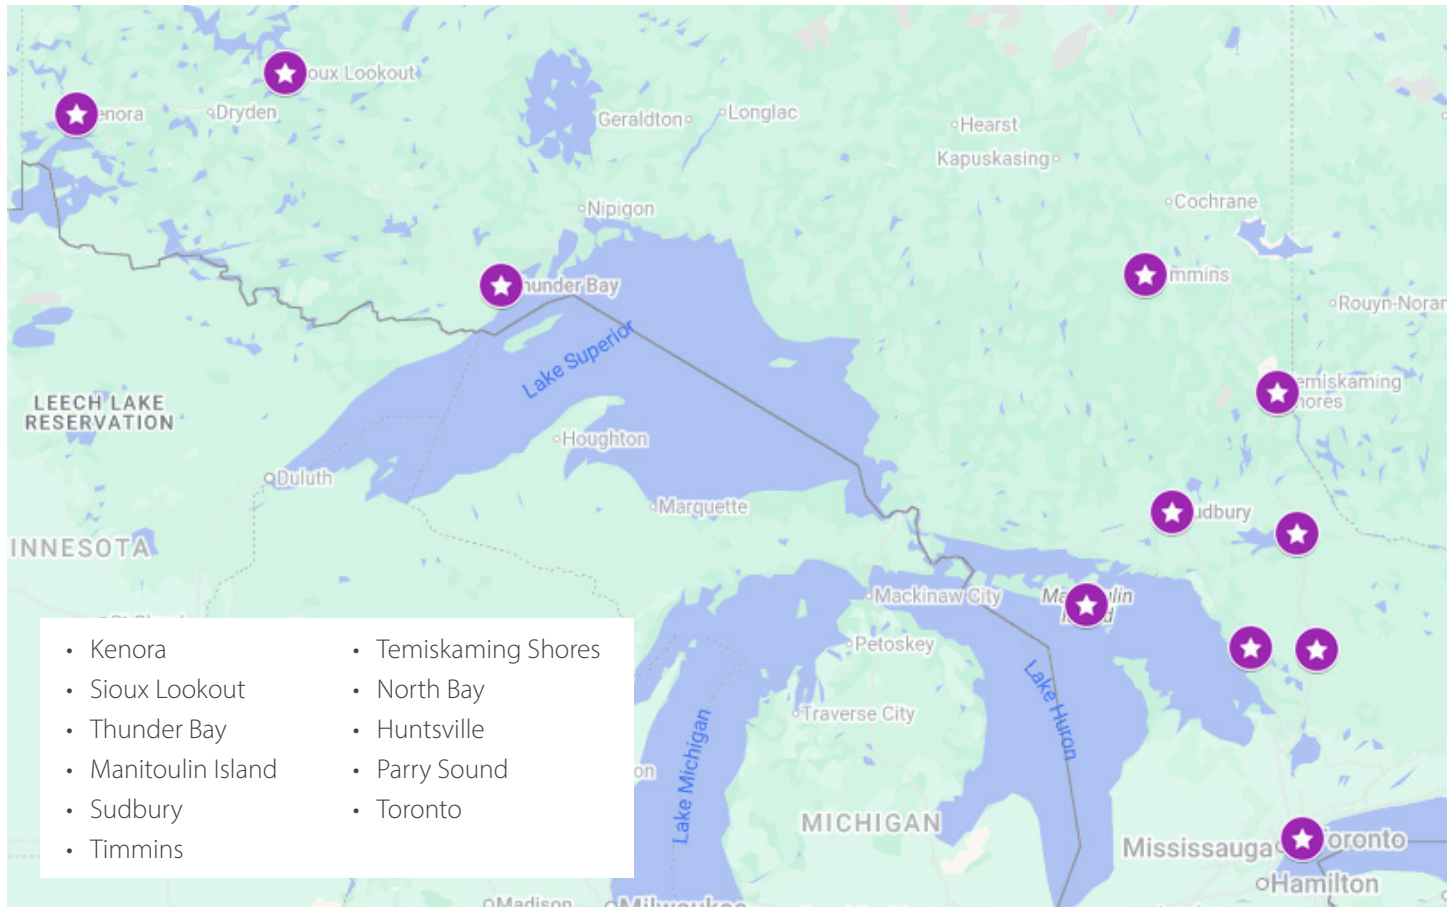 oux Lookout
enora
Dryden
Geraldton
Longlac
Hearst
Kapuskasing
Nipigon
Cochrane
hunder Bay
mmins
Rouyn-Noran
Lake Superior
emiskaming
hores
LEECH LAKE
RESERVATION
Houghton
Duluth
Marquette
udbury
INNESOTA
Mackinaw City
Petoskey
Lake Huron
Traverse City
Lake Michigan
on
MICHIGAN
Mississauga
oronto
Hamilton
Madison
Milwaukee
• Kenora
• Sioux Lookout
• Thunder Bay
• Manitoulin Island
• Sudbury
• Timmins
• Temiskaming Shores
• North Bay
• Huntsville
• Parry Sound
• Toronto